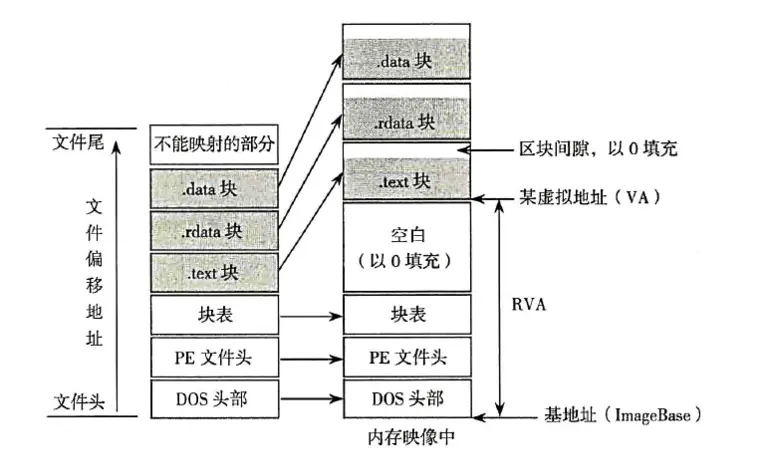 .data 块
.rdata 块
区块间隙，以 0 填充
.text 块
某虚拟地址（VA）
空白
（以 0 填充）
RVA
块表
PE 文件头
DOS 头部
基地址（ImageBase）
内存映像中
文件尾
不能映射的部分
.data 块
.rdata 块
.text 块
块表
PE 文件头
DOS 头部
文件头
文件偏移地址